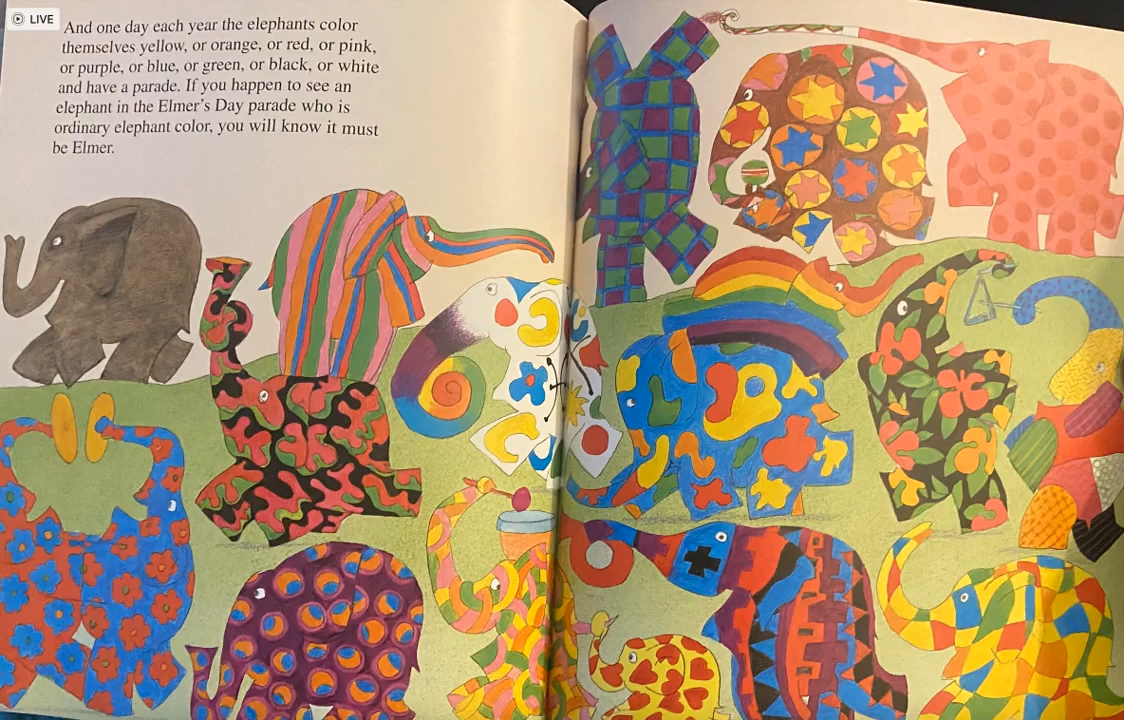 LIVE
And one day each year the elephants color
themselves yellow, or orange, or red, or pink,
or purple, or blue, or green, or black, or white
and have a parade. If you happen to see an
elephant in the Elmer's Day parade who is
ordinary elephant color, you will know it must
be Elmer.